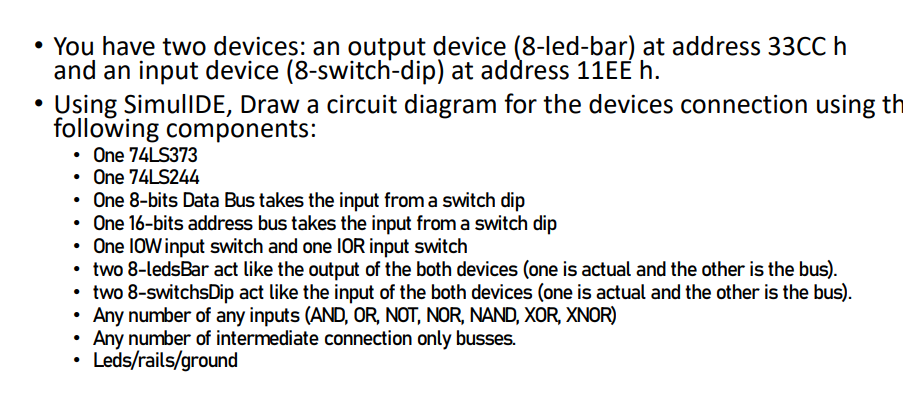 • You have two devices: an output device (8-led-bar) at address 33CC h
and an input device (8-switch-dip) at address 11EE h.
• Using SimulIDE, Draw a circuit diagram for the devices connection using th
following components:
• One 74LS373
• One 74LS244
• One 8-bits Data Bus takes the input from a switch dip
• One 16-bits address bus takes the input from a switch dip
• One IOW input switch and one IOR input switch
• two 8-ledsBar act like the output of the both devices (one is actual and the other is the bus).
• two 8-switchsDip act like the input of the both devices (one is actual and the other is the bus).
• Any number of any inputs (AND, OR, NOT, NOR, NAND, XOR, XNOR)
• Any number of intermediate connection only busses.
• Leds/rails/ground